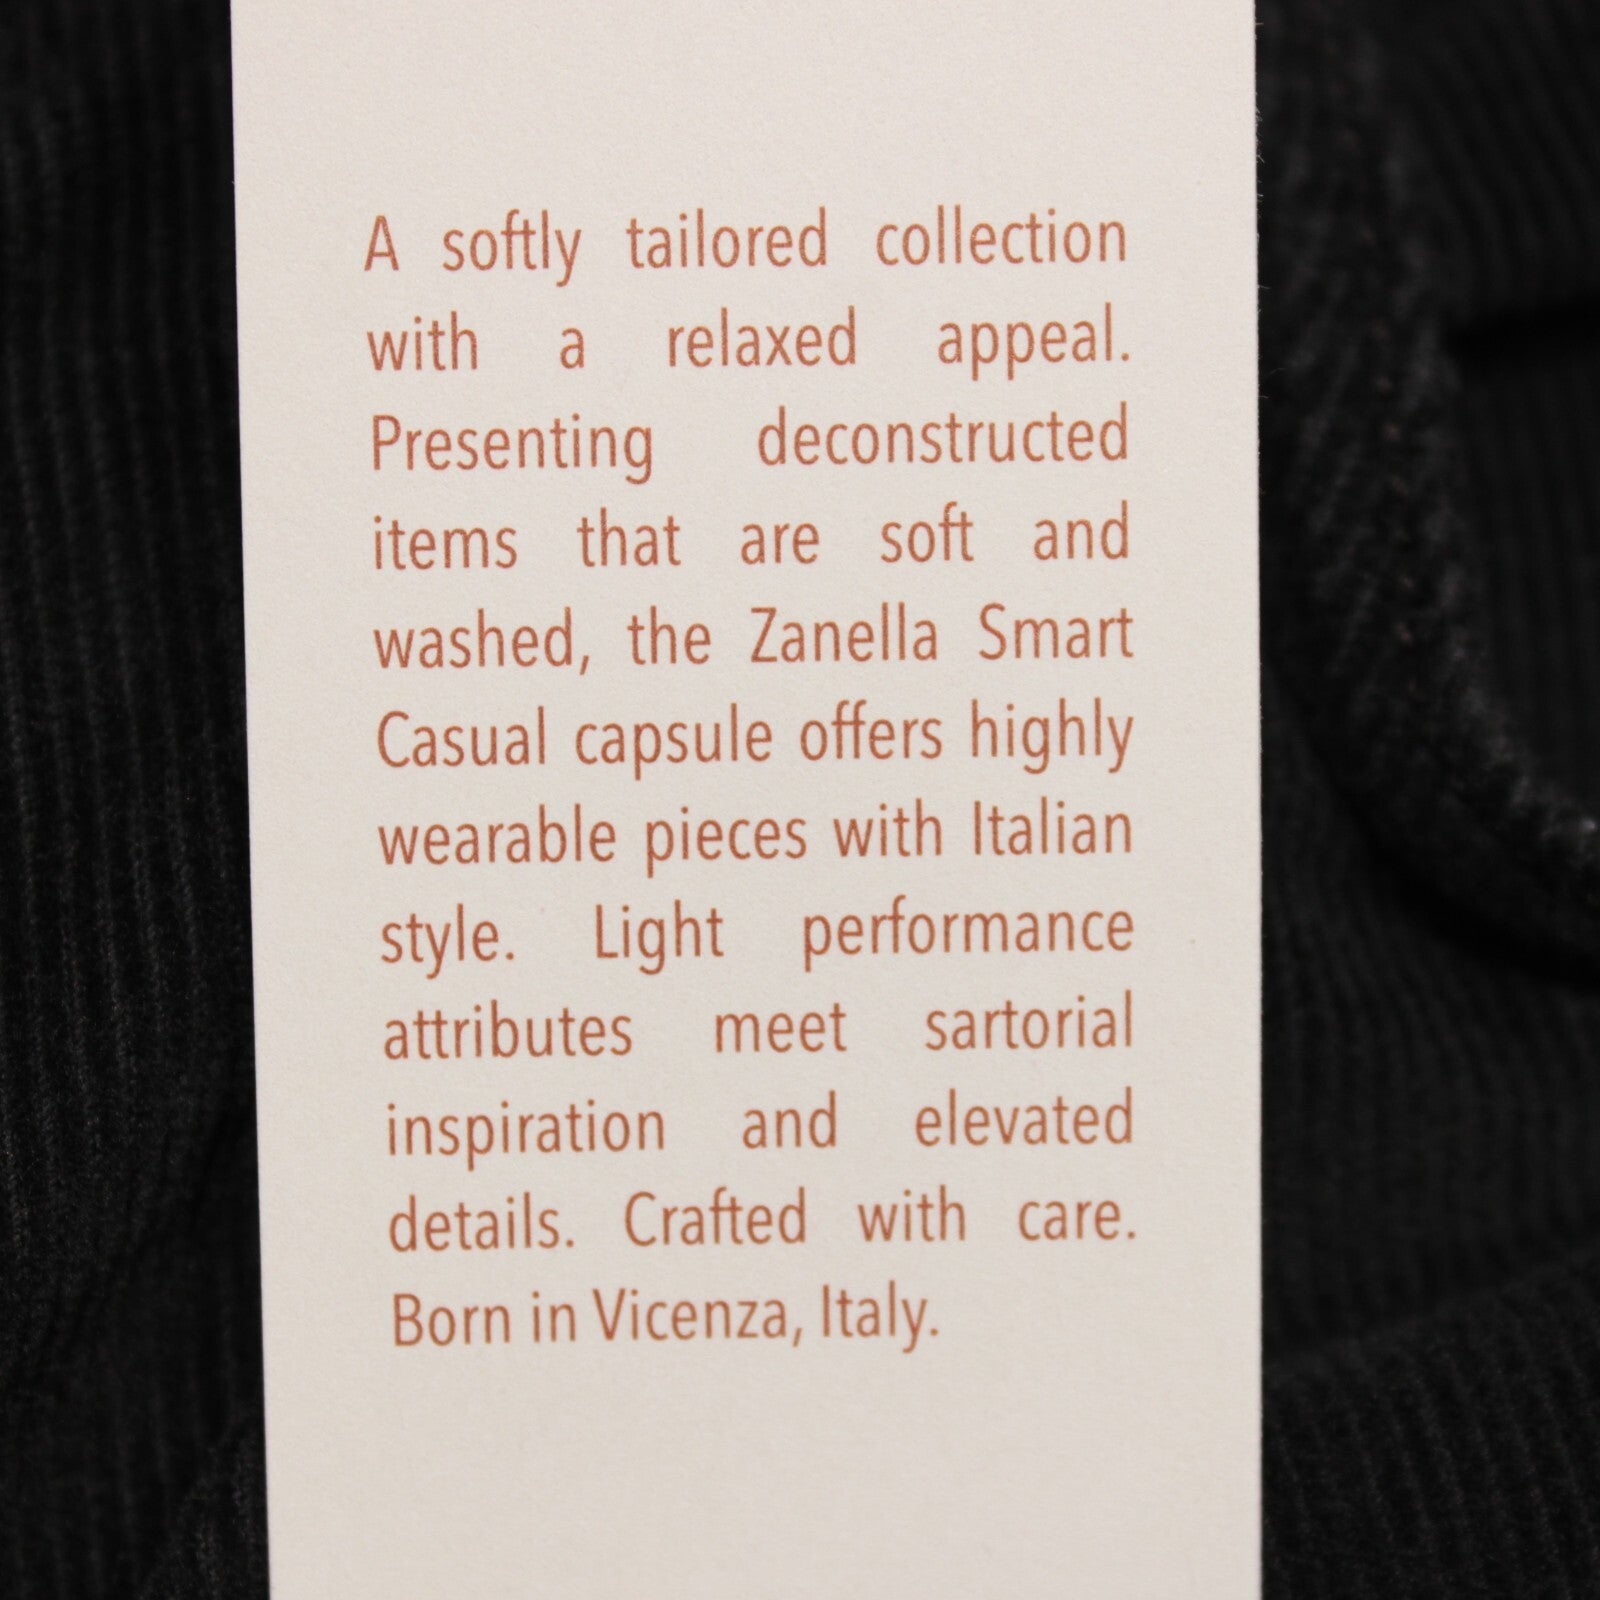 A softly tailored collection
with a relaxed appeal.
Presenting deconstructed
items that are soft and
washed, the Zanella Smart
Casual capsule offers highly
wearable pieces with Italian
style. Light performance
attributes meet sartorial
inspiration and elevated
details. Crafted with care.
Born in Vicenza, Italy.